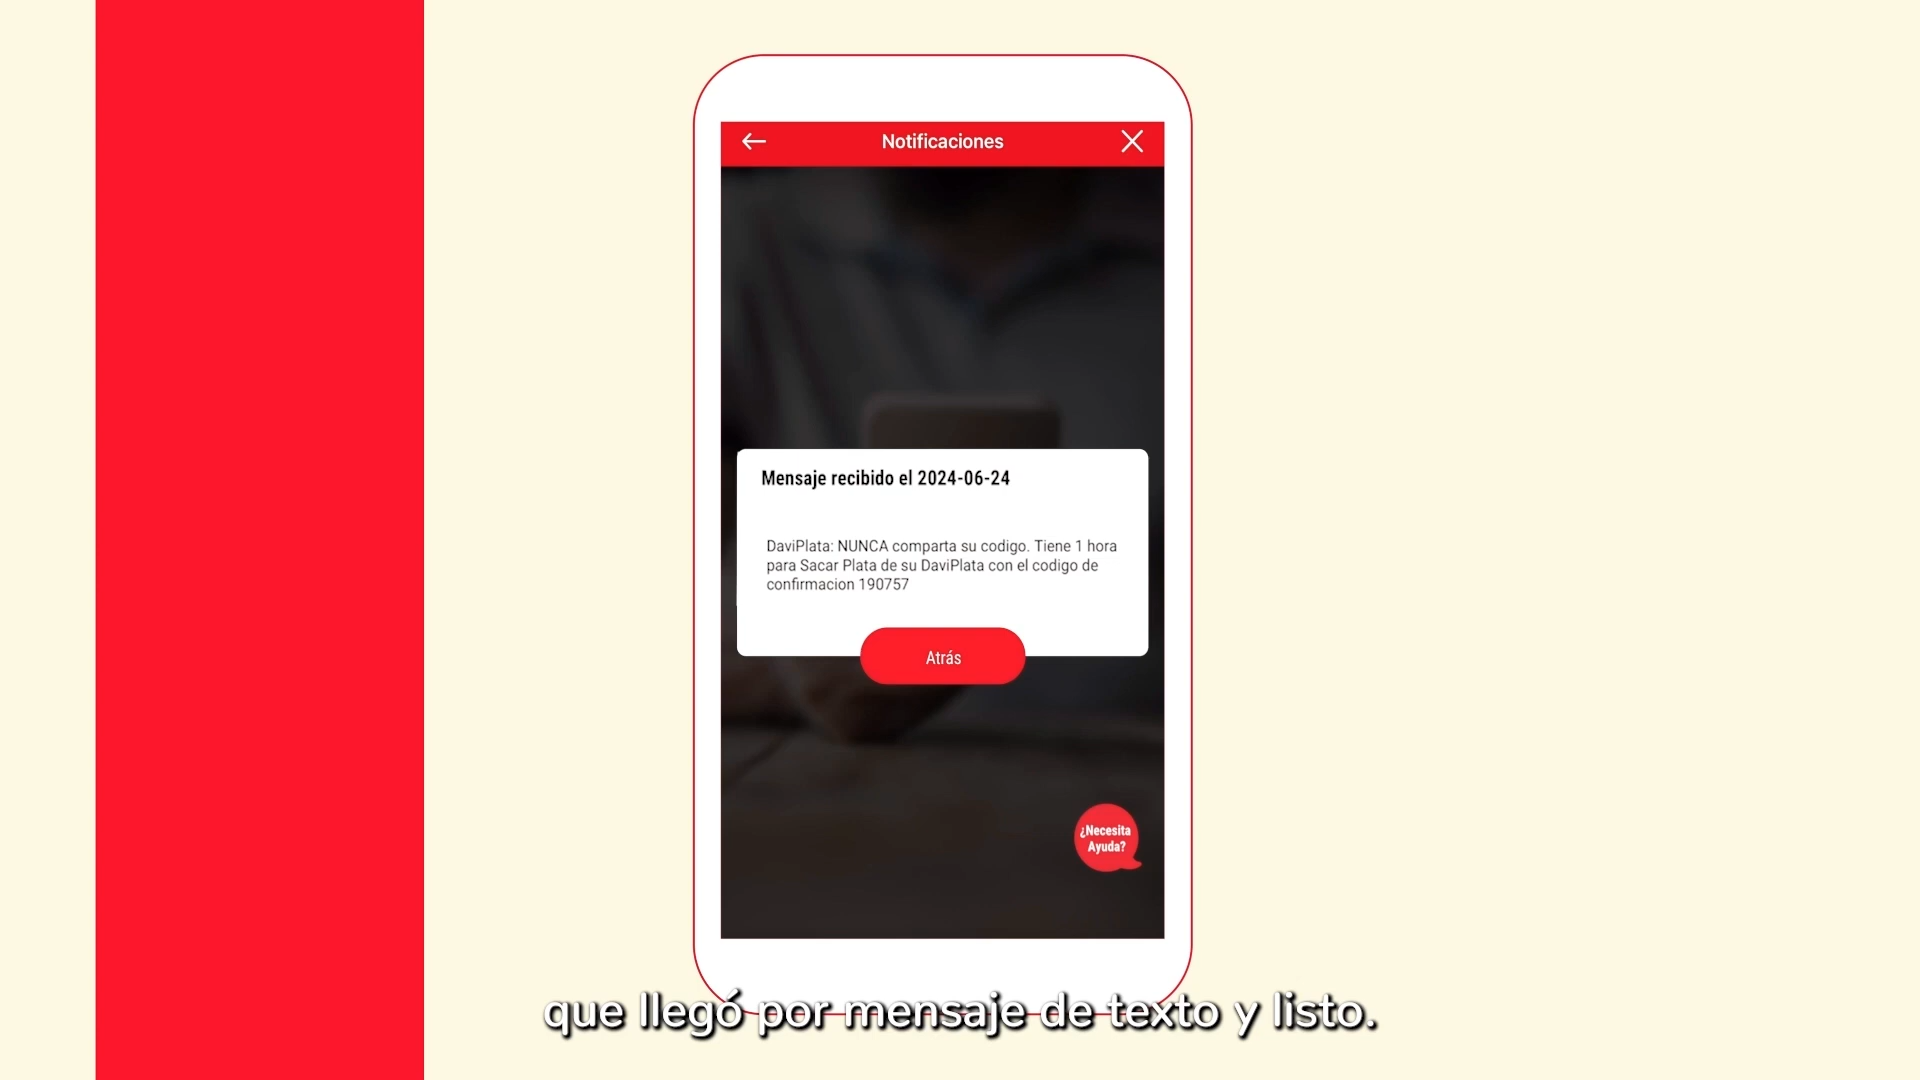 Notificaciones
Mensaje recibido el 2024-06-24
DaviPlata: NUNCA comparta su codigo. Tiene 1 hora
para Sacar Plata de su DaviPlata con el codigo de
confirmacion 190757
Atrás
¿Necesita
Ayuda?
que llegó por mensaje de texto y listo.